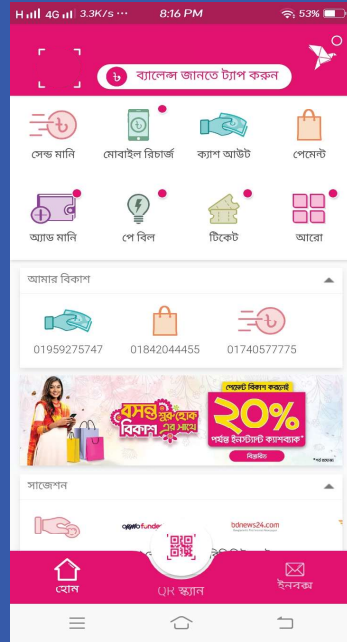 H 4G 3.3K/s ··· 8:16 PM 53%
ব্যালেন্স জানতে ট্যাপ করুন
সেন্ড মানি মোবাইল রিচার্জ ক্যাশ আউট পেমেন্ট
অ্যাড মানি পে বিল টিকেট আরো
আমার বিকাশ
01959275747 01842044455 01740577775
পেমেন্ট বিকাশ করলেই
বসন্ত শুরু হোক
বিকাশ এর সাথে
২০%
পর্যন্ত ইনস্ট্যান্ট ক্যাশব্যাক*
বিস্তারিত
সাজেশন
bdnews24.com
হোম QR স্ক্যান ইনবক্স